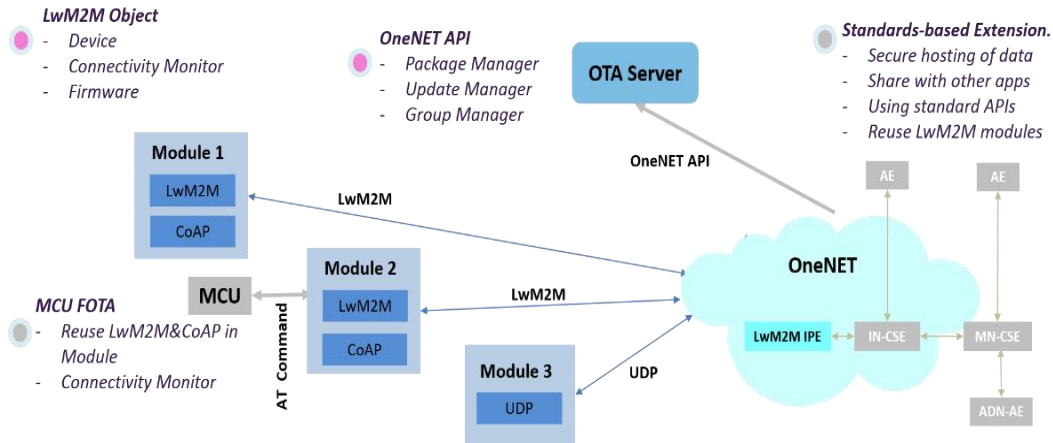 LwM2M Object
- Device
- Connectivity Monitor
- Firmware
OneNET API
- Package Manager
- Update Manager
- Group Manager
OTA Server
Standards-based Extension.
- Secure hosting of data
- Share with other apps
- Using standard APIs
- Reuse LwM2M modules
OneNET API
Module 1
LwM2M
CoAP
LwM2M
AE
AE
OneNET
Module 2
LwM2M
CoAP
MCU
AT Command
LwM2M
MCU FOTA
- Reuse LwM2M&CoAP in
Module
- Connectivity Monitor
LwM2M IPE
IN-CSE
MN-CSE
Module 3
UDP
UDP
ADN-AE